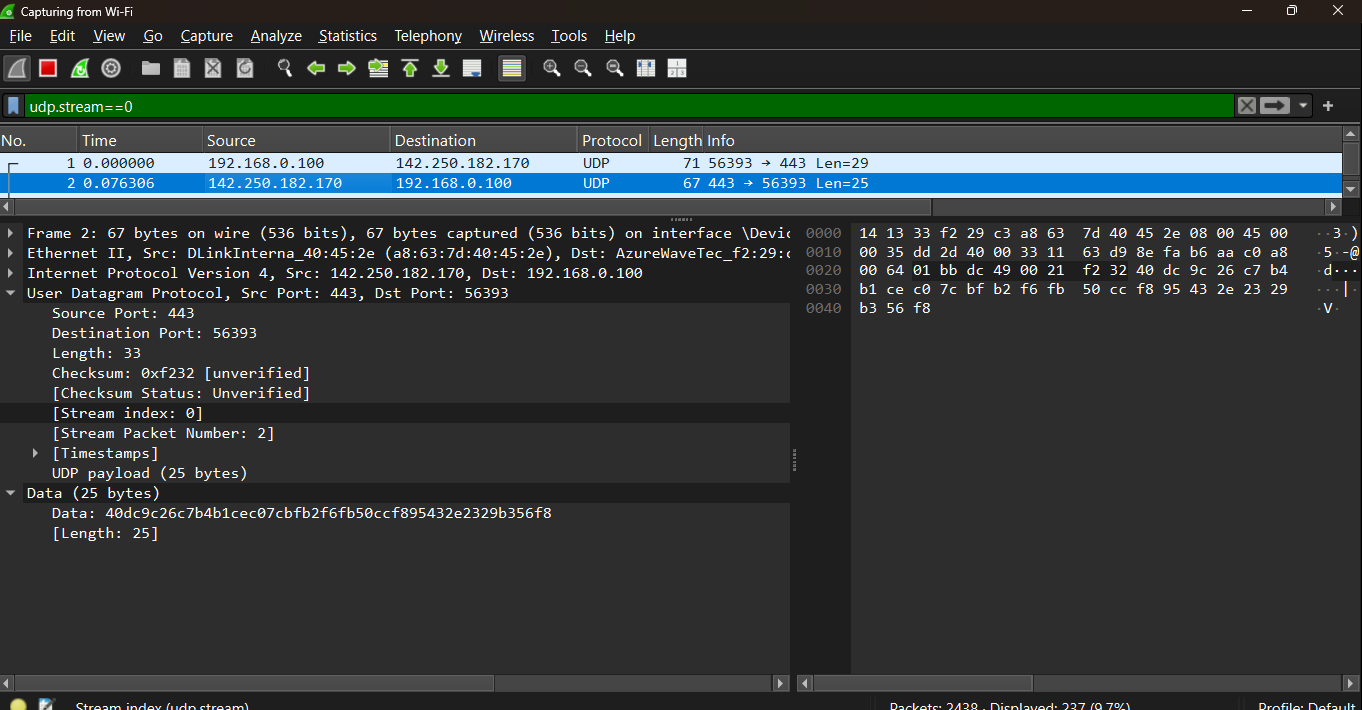 Capturing from Wi-Fi
File Edit View Go Capture Analyze Statistics Telephony Wireless Tools Help
udp.stream==0
No. Time Source Destination Protocol Length Info
1 0.000000 192.168.0.100 142.250.182.170 UDP 71 56393 → 443 Len=29
2 0.076306 142.250.182.170 192.168.0.100 UDP 67 443 → 56393 Len=25
Frame 2: 67 bytes on wire (536 bits), 67 bytes captured (536 bits) on interface \Devic
Ethernet II, Src: DLinkInterna_40:45:2e (a8:63:7d:40:45:2e), Dst: AzureWaveTec_f2:29:c
Internet Protocol Version 4, Src: 142.250.182.170, Dst: 192.168.0.100
User Datagram Protocol, Src Port: 443, Dst Port: 56393
Source Port: 443
Destination Port: 56393
Length: 33
Checksum: 0xf232 [unverified]
[Checksum Status: Unverified]
[Stream index: 0]
[Stream Packet Number: 2]
[Timestamps]
UDP payload (25 bytes)
Data (25 bytes)
Data: 40dc9c26c7b4b1cec07cbfb2f6fb50ccf895432e2329b356f8
[Length: 25]
0000 14 13 33 f2 29 c3 a8 63 7d 40 45 2e 08 00 45 00 ··3·)
0010 00 35 dd 2d 40 00 33 11 63 d9 8e fa b6 aa c0 a8 ·5·-@
0020 00 64 01 bb dc 49 00 21 f2 32 40 dc 9c 26 c7 b4 ·d···
0030 b1 ce c0 7c bf b2 f6 fb 50 cc f8 95 43 2e 23 29 ···|·
0040 b3 56 f8 ·V·
Stream index (udp.stream) Packets: 2438 · Displayed: 237 (9.7%) Profile: Default